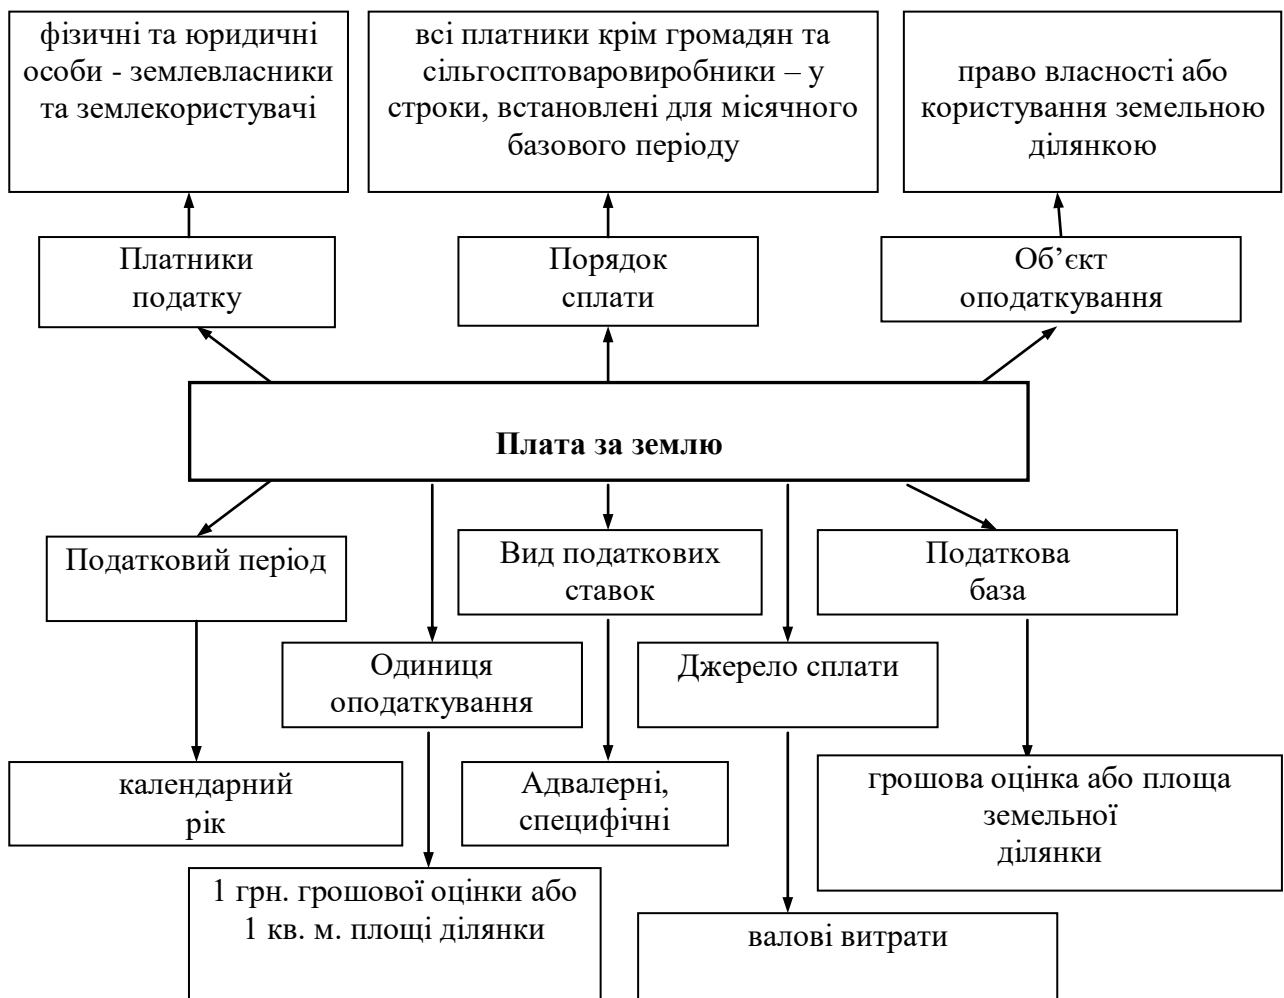 фізичні та юридичні
особи - землевласники
та землекористувачі
всі платники крім громадян та
сільгосптоваровиробники – у
строки, встановлені для місячного
базового періоду
право власності або
користування земельною
ділянкою
Платники
податку
Порядок
сплати
Об’єкт
оподаткування
Плата за землю
Податковий період
Вид податкових
ставок
Податкова
база
Одиниця
оподаткування
Джерело сплати
календарний
рік
Адвалерні,
специфічні
грошова оцінка або площа
земельної
ділянки
1 грн. грошової оцінки або
1 кв. м. площі ділянки
валові витрати